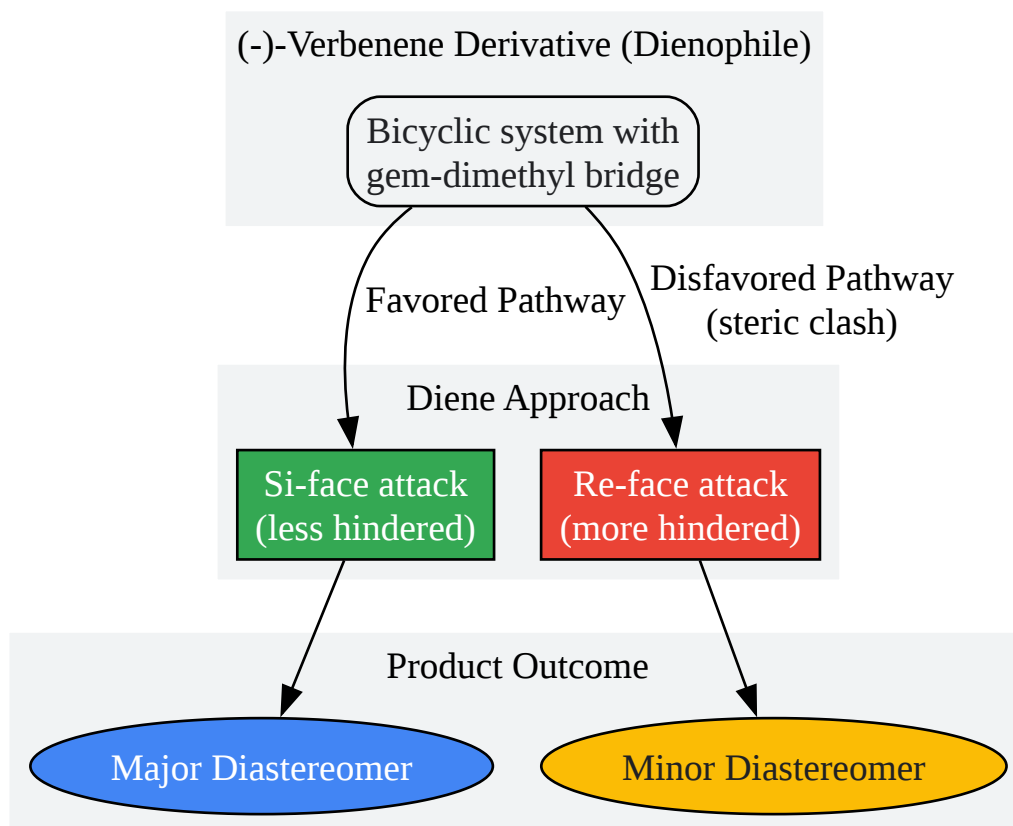 (-)-Verbenene Derivative (Dienophile)
Bicyclic system with
gem-dimethyl bridge
Favored Pathway
Disfavored Pathway
(steric clash)
Diene Approach
Si-face attack
(less hindered)
Re-face attack
(more hindered)
Product Outcome
Major Diastereomer
Minor Diastereomer